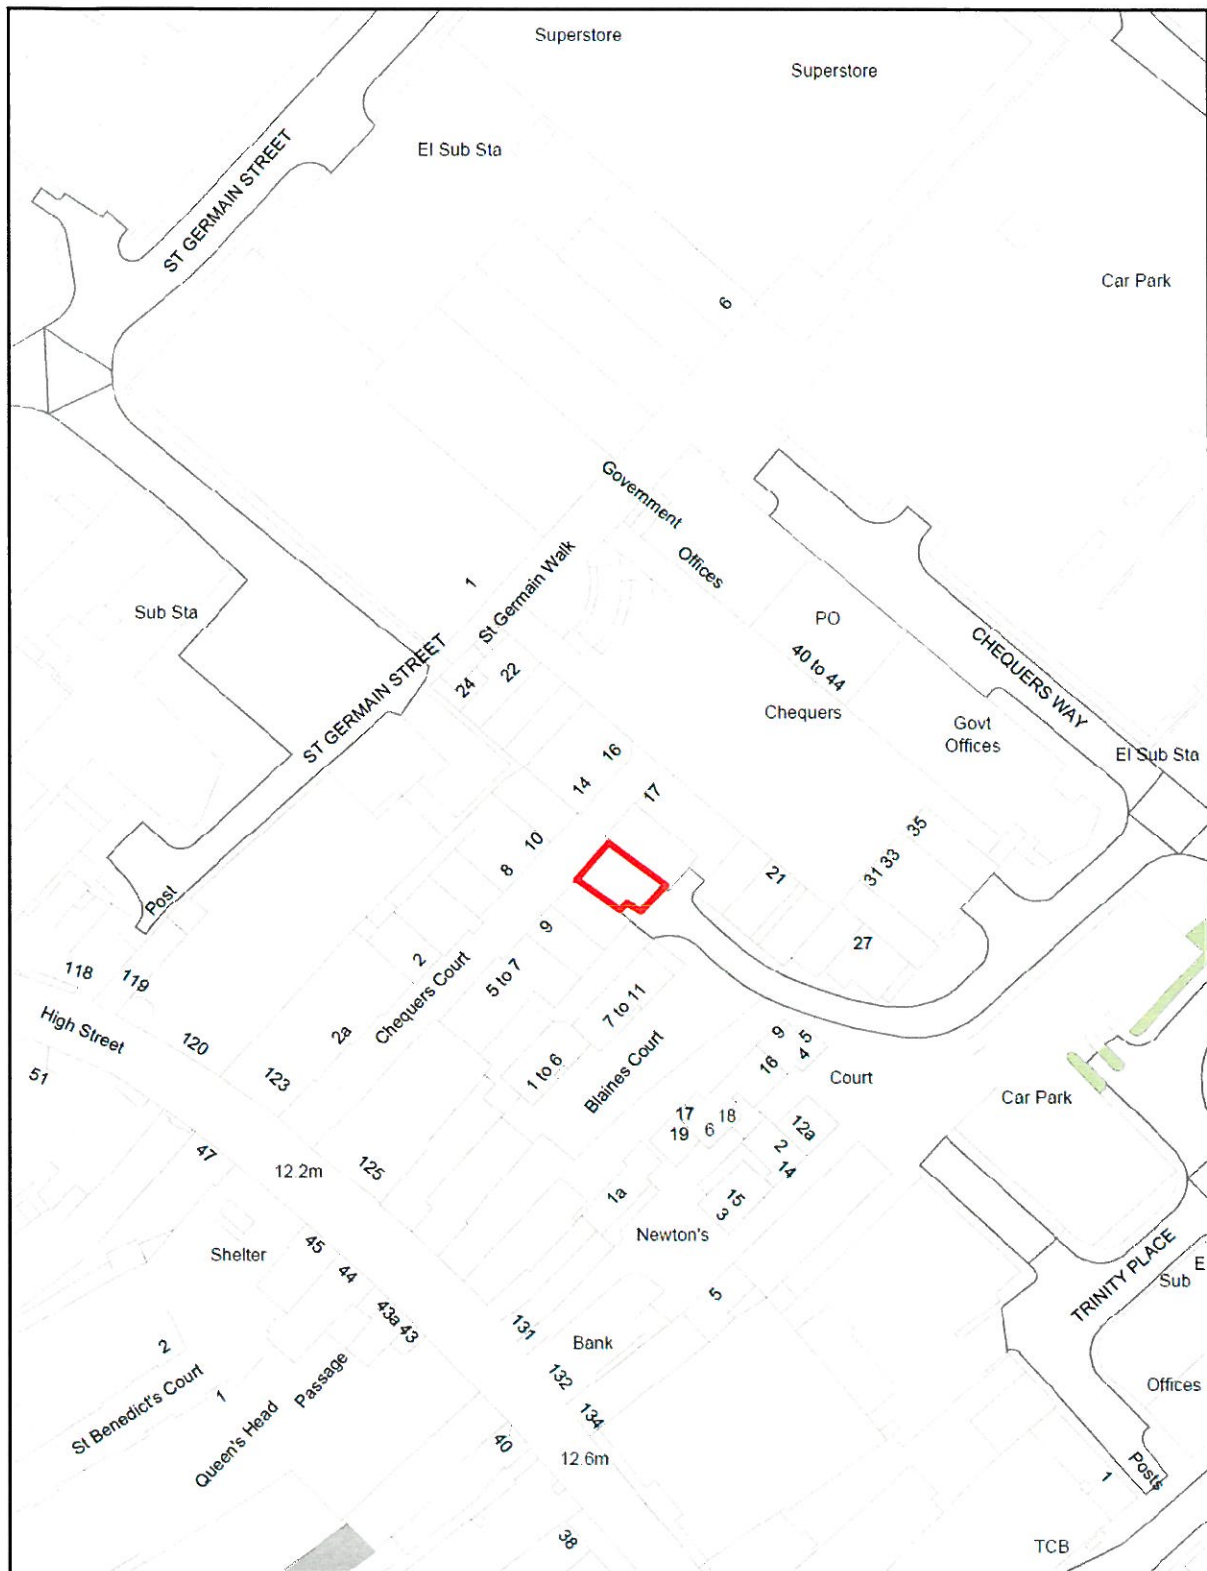 Superstore
Superstore
El Sub Sta
ST GERMAIN STREET
Car Park
6
Government
Offices
1
St Germain Walk
Sub Sta
PO
40 to 44
CHEQUERS WAY
ST GERMAIN STREET
24
22
Chequers
Govt
Offices
El Sub Sta
16
14
17
10
8
35
31 33
21
Post
9
27
2
5 to 7
118
119
Chequers Court
7 to 11
High Street
2a
120
9
5
4
16
51
123
1 to 6
Blaines Court
Court
Car Park
17
19
6
18
12a
2
14
47
12.2m
125
1a
15
3
Newton's
Shelter
45
44
43a 43
5
TRINITY PLACE
E
Sub
131
Bank
2
St Benedict's Court
1
Queen's Head
Passage
132
134
Offices
40
12.6m
1
Posts
38
TCB